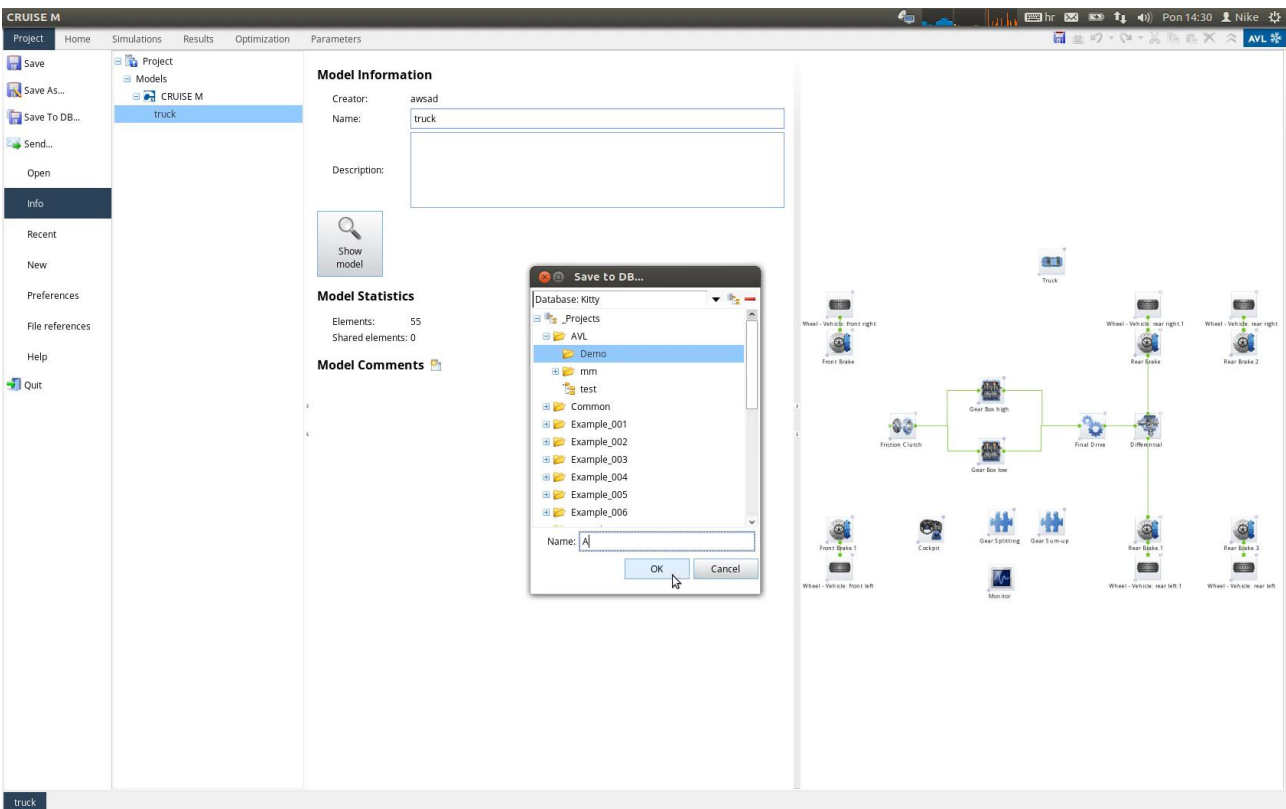 CRUISE M
hr
Pon 14:30
Nike
Project Home Simulations Results Optimization Parameters
AVL
Save
Save As...
Save To DB...
Send...
Open
Info
Recent
New
Preferences
File references
Help
Quit
Project
Models
CRUISE M
truck
Model Information
Creator: awsad
Name: truck
Description:
Show
model
Model Statistics
Elements: 55
Shared elements: 0
Model Comments
Save to DB...
Database: Kitty
_Projects
AVL
Demo
mm
test
Common
Example_001
Example_002
Example_003
Example_004
Example_005
Example_006
Name: A
OK Cancel
Truck
Wheel - Vehicle: front right
Wheel - Vehicle: rear right.1
Wheel - Vehicle: rear right
Front Brake
Rear Brake
Rear Brake.2
Gear Box high
Friction Clutch
Final Drive
Differential
Gear Box low
Front Brake.1
Cockpit
Gear Splitting
Gear Sum-up
Rear Brake.1
Rear Brake.3
Wheel - Vehicle: front left
Monitor
Wheel - Vehicle: rear left.1
Wheel - Vehicle: rear left
truck